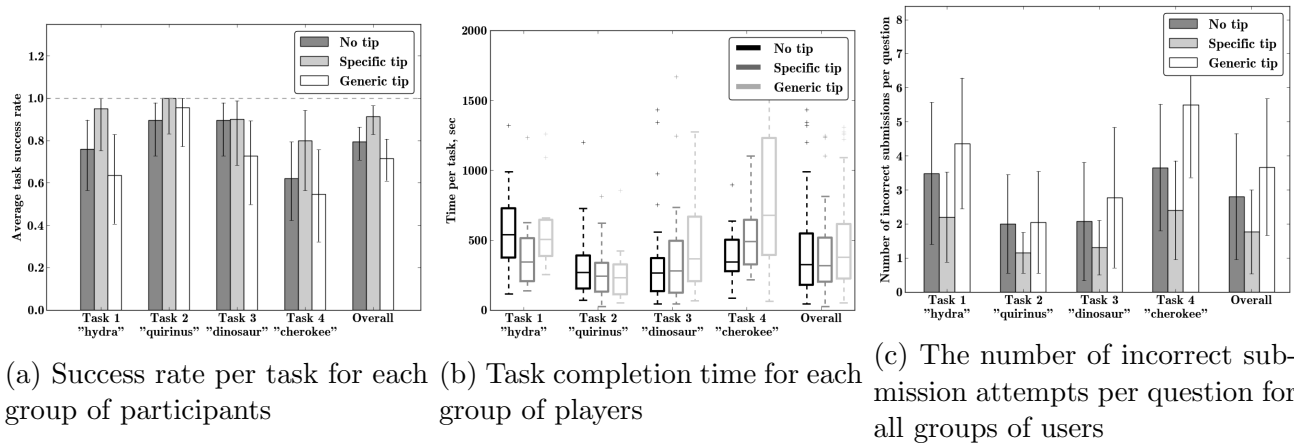 1.2
1.0
0.8
0.6
0.4
0.2
0.0
Average task success rate
No tip
Specific tip
Generic tip
Task 1 Task 2 Task 3 Task 4 Overall
"hydra" "quirinus" "dinosaur" "cherokee"
(a) Success rate per task for each
group of participants
2000
1500
1000
500
0
Time per task, sec
No tip
Specific tip
Generic tip
Task 1 Task 2 Task 3 Task 4 Overall
"hydra" "quirinus" "dinosaur" "cherokee"
(b) Task completion time for each
group of players
8
7
6
5
4
3
2
1
0
Number of incorrect submissions per question
No tip
Specific tip
Generic tip
Task 1 Task 2 Task 3 Task 4 Overall
"hydra" "quirinus" "dinosaur" "cherokee"
(c) The number of incorrect sub-
mission attempts per question for
all groups of users